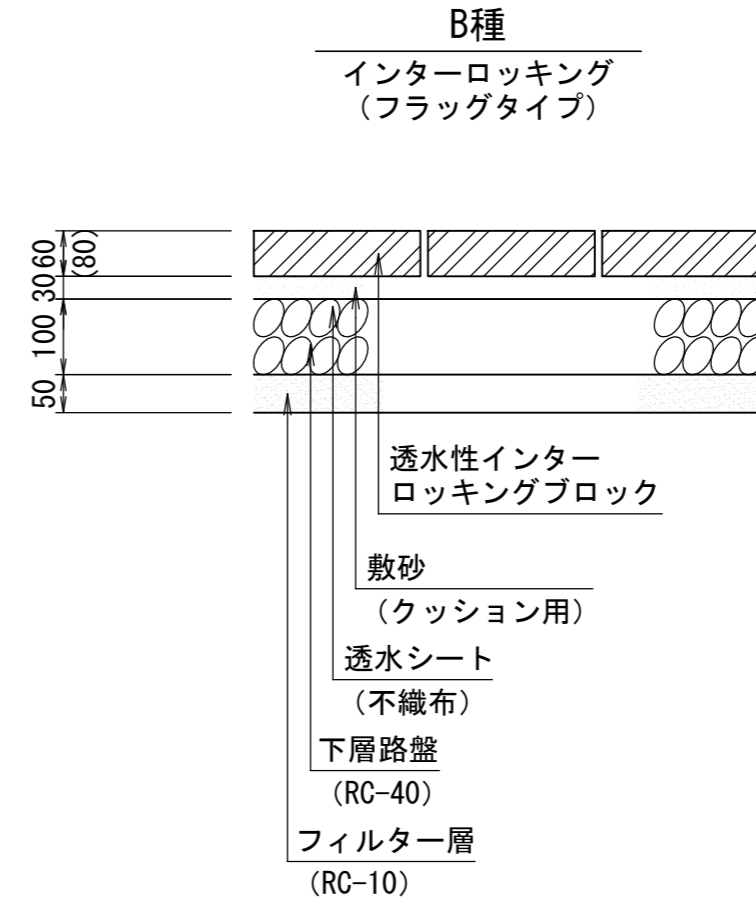 B種
インターロッキング
（フラッグタイプ）
60
(80)
30
100
50
透水性インター
ロッキングブロック
敷砂
（クッション用）
透水シート
（不織布）
下層路盤
（RC-40）
フィルター層
（RC-10）